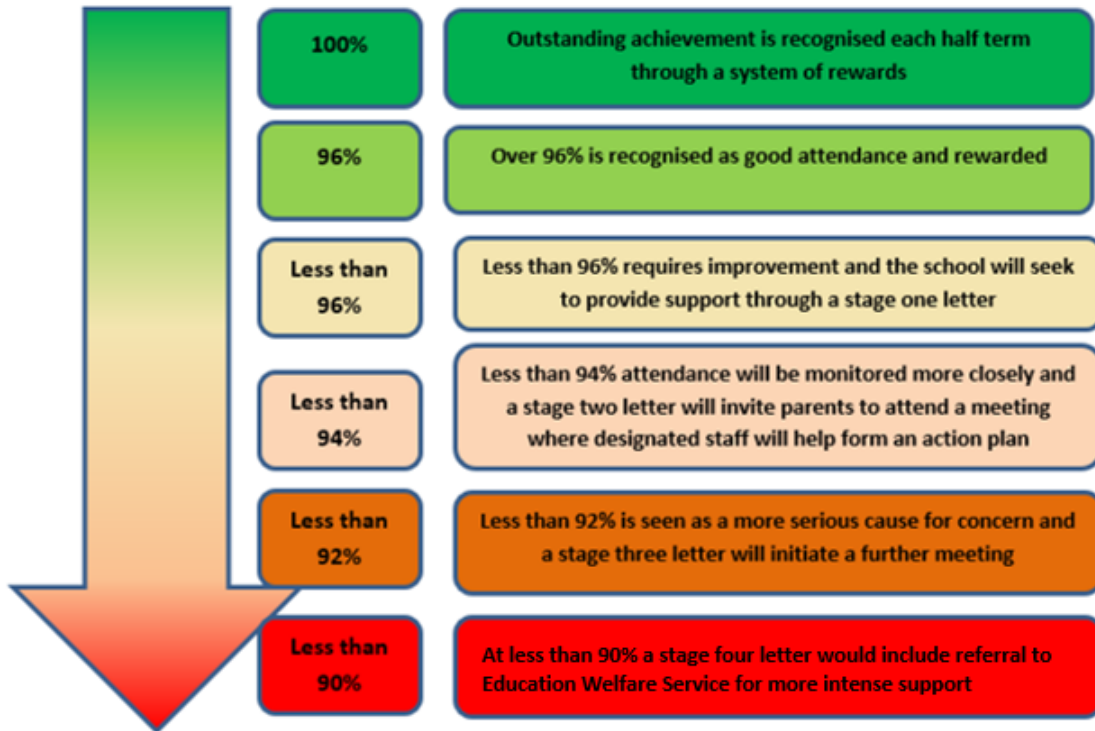 100%
Outstanding achievement is recognised each half term
through a system of rewards
96%
Over 96% is recognised as good attendance and rewarded
Less than
96%
Less than 96% requires improvement and the school will seek
to provide support through a stage one letter
Less than
94%
Less than 94% attendance will be monitored more closely and
a stage two letter will invite parents to attend a meeting
where designated staff will help form an action plan
Less than
92%
Less than 92% is seen as a more serious cause for concern and
a stage three letter will initiate a further meeting
Less than
90%
At less than 90% a stage four letter would include referral to
Education Welfare Service for more intense support